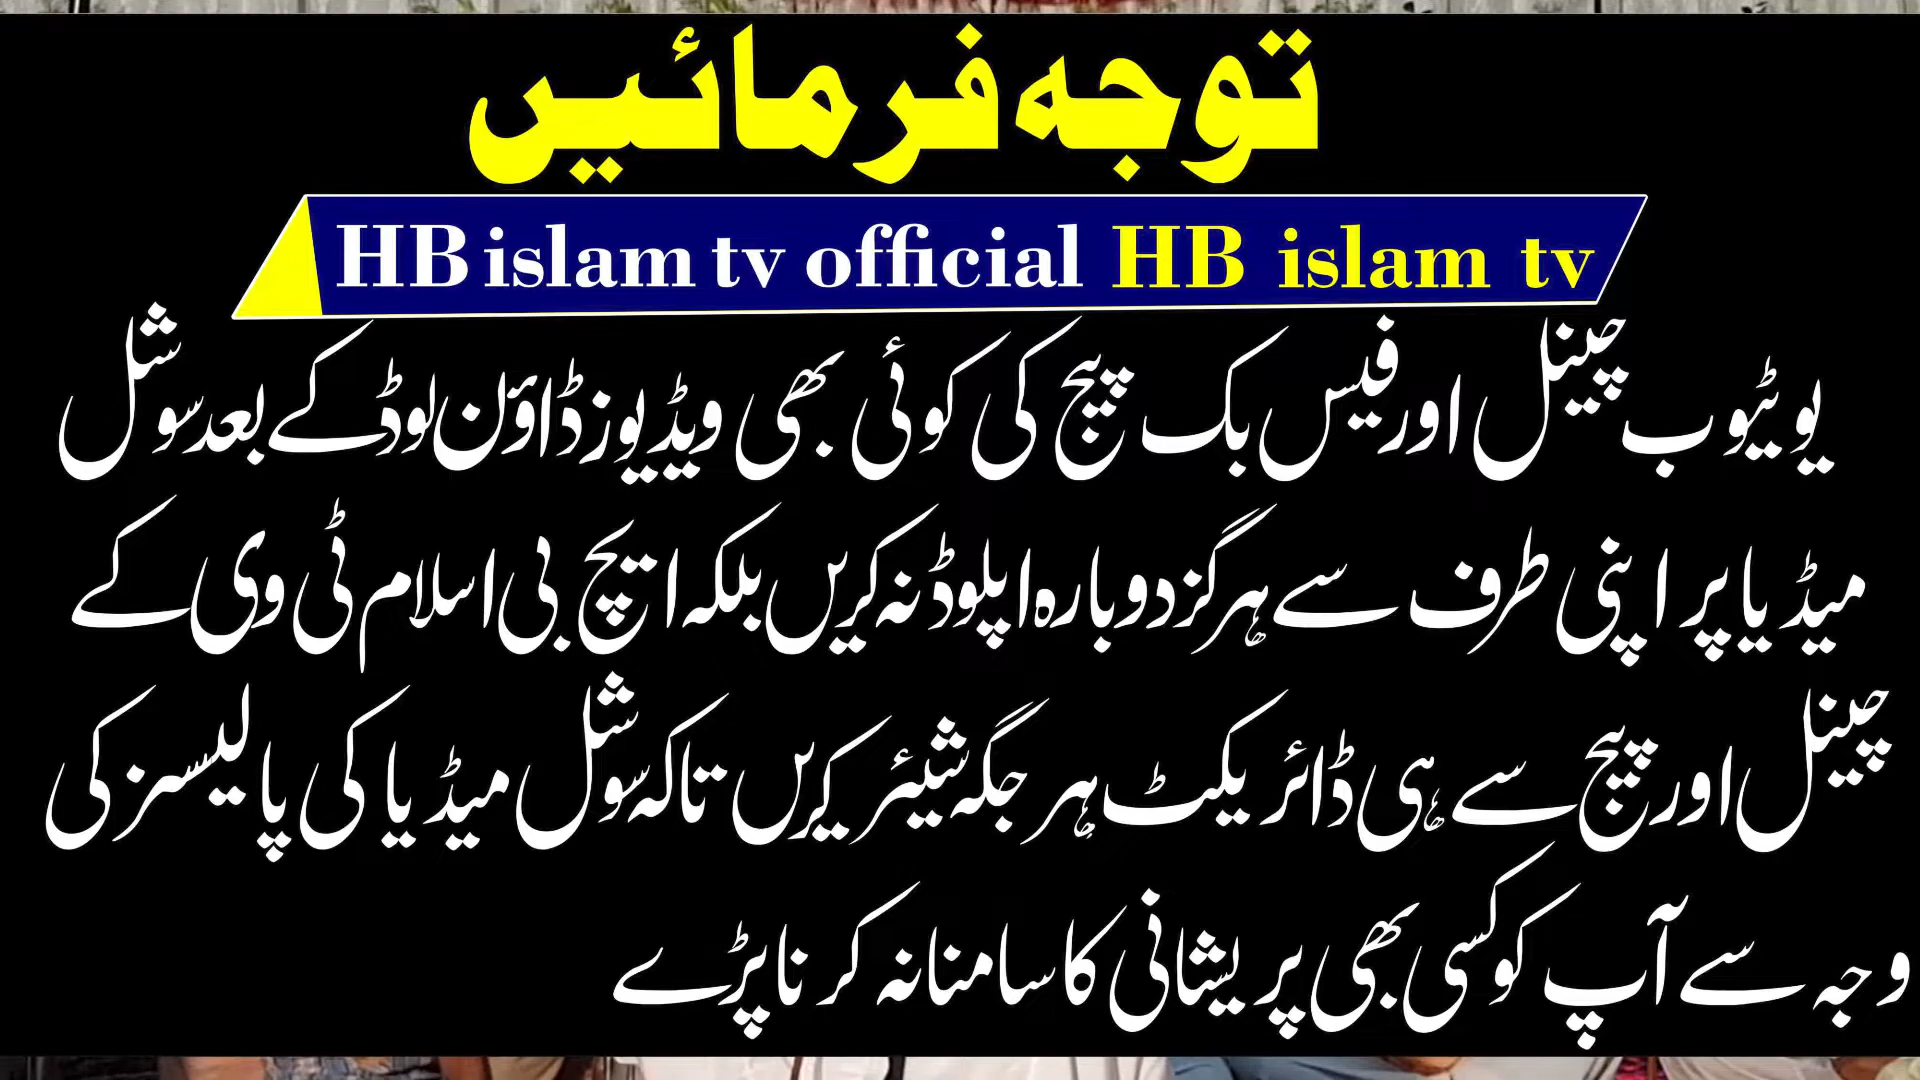 توجہ فرمائیں
HB islam tv official HB islam tv
یوٹیوب چینل اور فیس بک پیج کی کوئی بھی ویڈیوز ڈاؤن لوڈ کے بعد سوشل
میڈیا پر اپنی طرف سے ہرگز دوبارہ اپلوڈ نہ کریں بلکہ ایچ بی اسلام ٹی وی کے
چینل اور پیج سے ہی ڈائریکٹ ہر جگہ شیئر کریں تاکہ سوشل میڈیا کی پالیسز کی
وجہ سے آپ کو کسی بھی پریشانی کا سامنا نہ کرنا پڑے